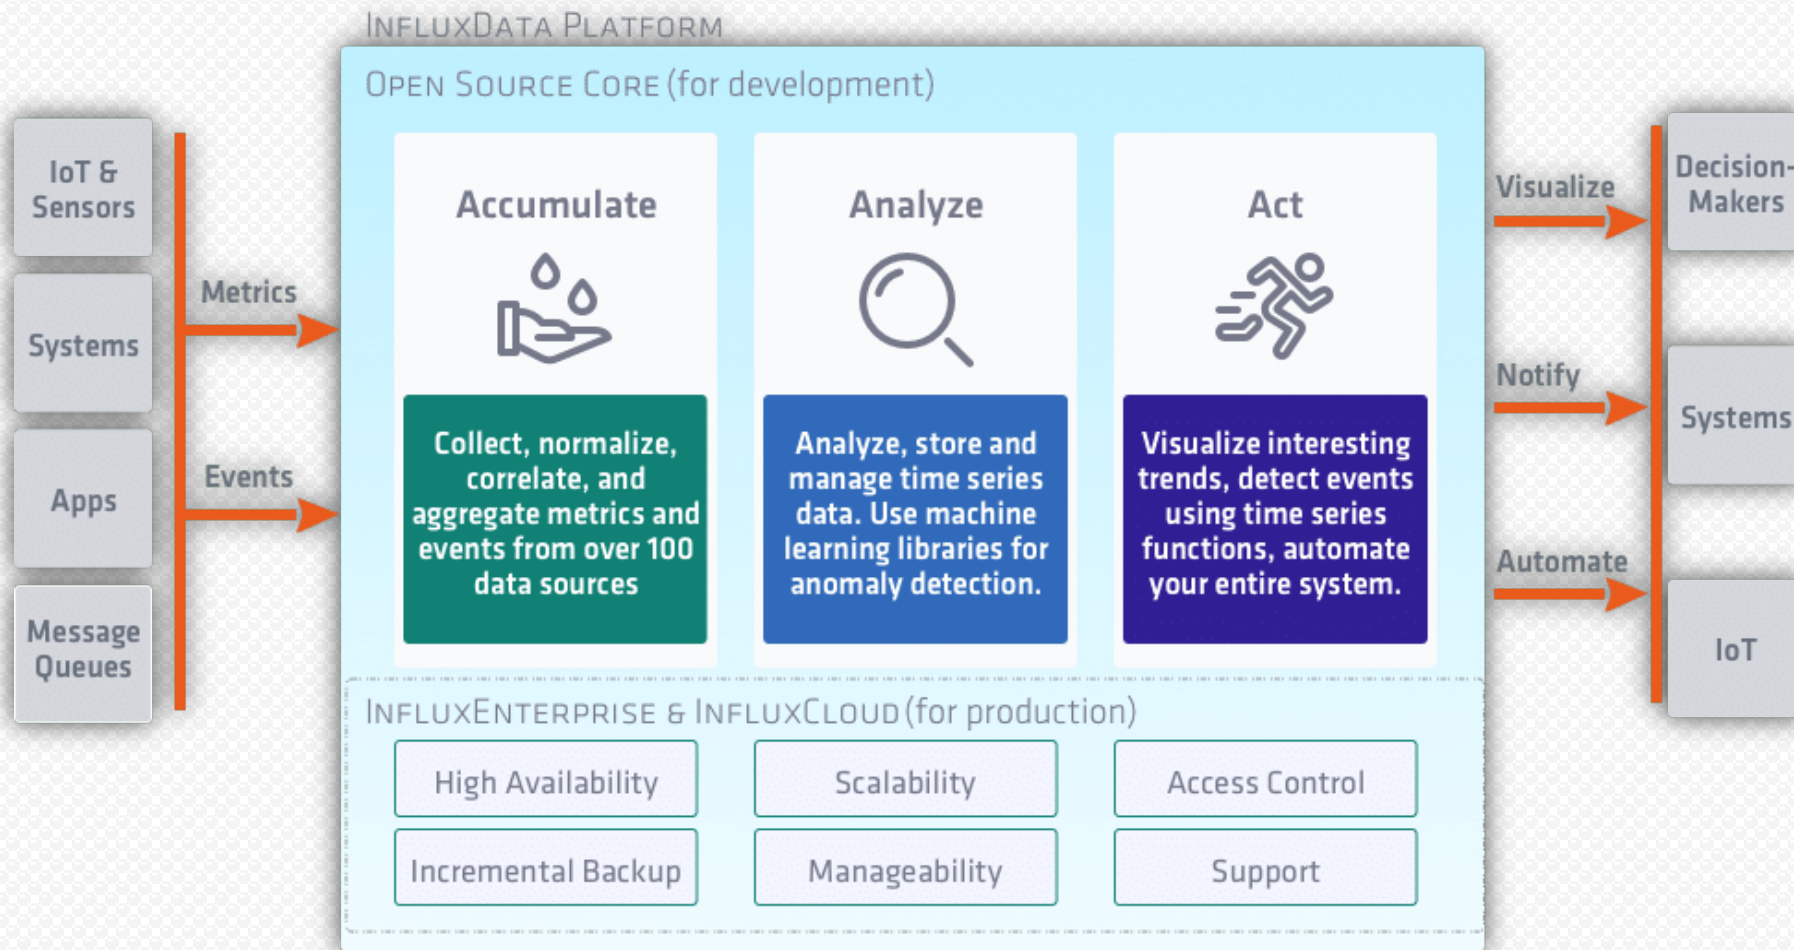 INFLUXDATA PLATFORM
OPEN SOURCE CORE (for development)
IoT &
Sensors
Systems
Apps
Message
Queues
Metrics
Events
Accumulate
Collect, normalize,
correlate, and
aggregate metrics and
events from over 100
data sources
Analyze
Analyze, store and
manage time series
data. Use machine
learning libraries for
anomaly detection.
Act
Visualize interesting
trends, detect events
using time series
functions, automate
your entire system.
Visualize
Notify
Automate
Decision-
Makers
Systems
IoT
INFLUXENTERPRISE & INFLUXCLOUD (for production)
High Availability
Scalability
Access Control
Incremental Backup
Manageability
Support